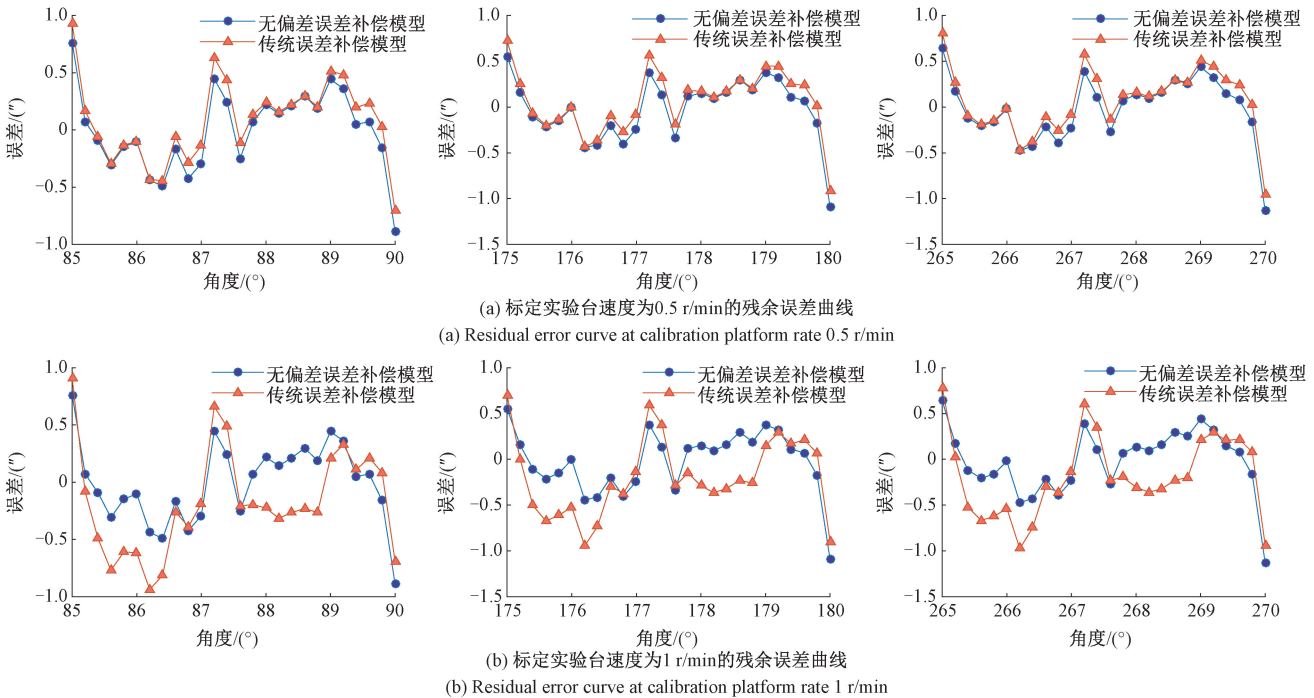 1.0
0.5
0
−0.5
−1.0
误差/(″)
无偏差误差补偿模型
传统误差补偿模型
85 86 87 88 89 90
角度/(°)
1.0
0.5
0
−0.5
−1.0
−1.5
误差/(″)
无偏差误差补偿模型
传统误差补偿模型
175 176 177 178 179 180
角度/(°)
1.0
0.5
0
−0.5
−1.0
−1.5
误差/(″)
无偏差误差补偿模型
传统误差补偿模型
265 266 267 268 269 270
角度/(°)
(a) 标定实验台速度为0.5 r/min的残余误差曲线
(a) Residual error curve at calibration platform rate 0.5 r/min
1.0
0.5
0
−0.5
−1.0
误差/(″)
无偏差误差补偿模型
传统误差补偿模型
85 86 87 88 89 90
角度/(°)
1.0
0.5
0
−0.5
−1.0
−1.5
误差/(″)
无偏差误差补偿模型
传统误差补偿模型
175 176 177 178 179 180
角度/(°)
1.0
0.5
0
−0.5
−1.0
−1.5
误差/(″)
无偏差误差补偿模型
传统误差补偿模型
265 266 267 268 269 270
角度/(°)
(b) 标定实验台速度为1 r/min的残余误差曲线
(b) Residual error curve at calibration platform rate 1 r/min